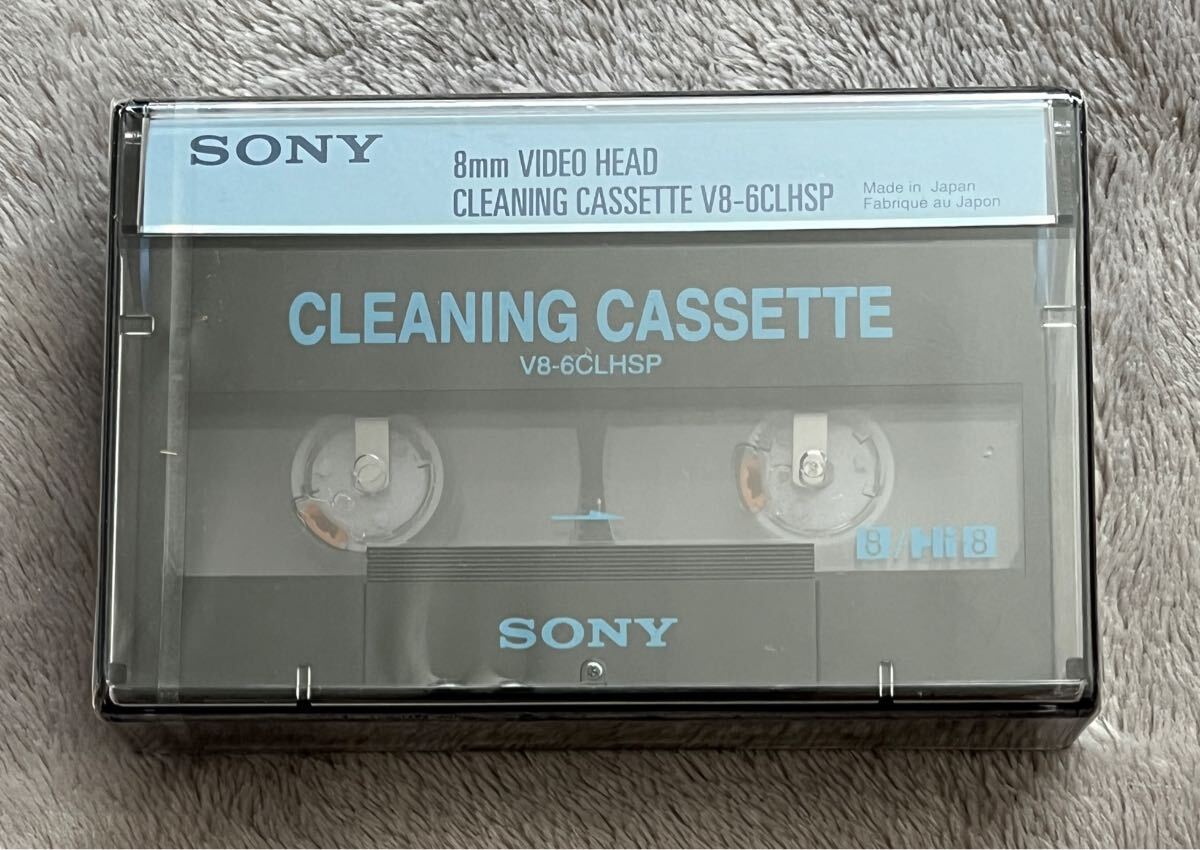 SONY
8mm VIDEO HEAD
CLEANING CASSETTE V8-6CLHSP
Made in Japan
Fabriqué au Japon
CLEANING CASSETTE
V8-6CLHSP
8/Hi8
SONY